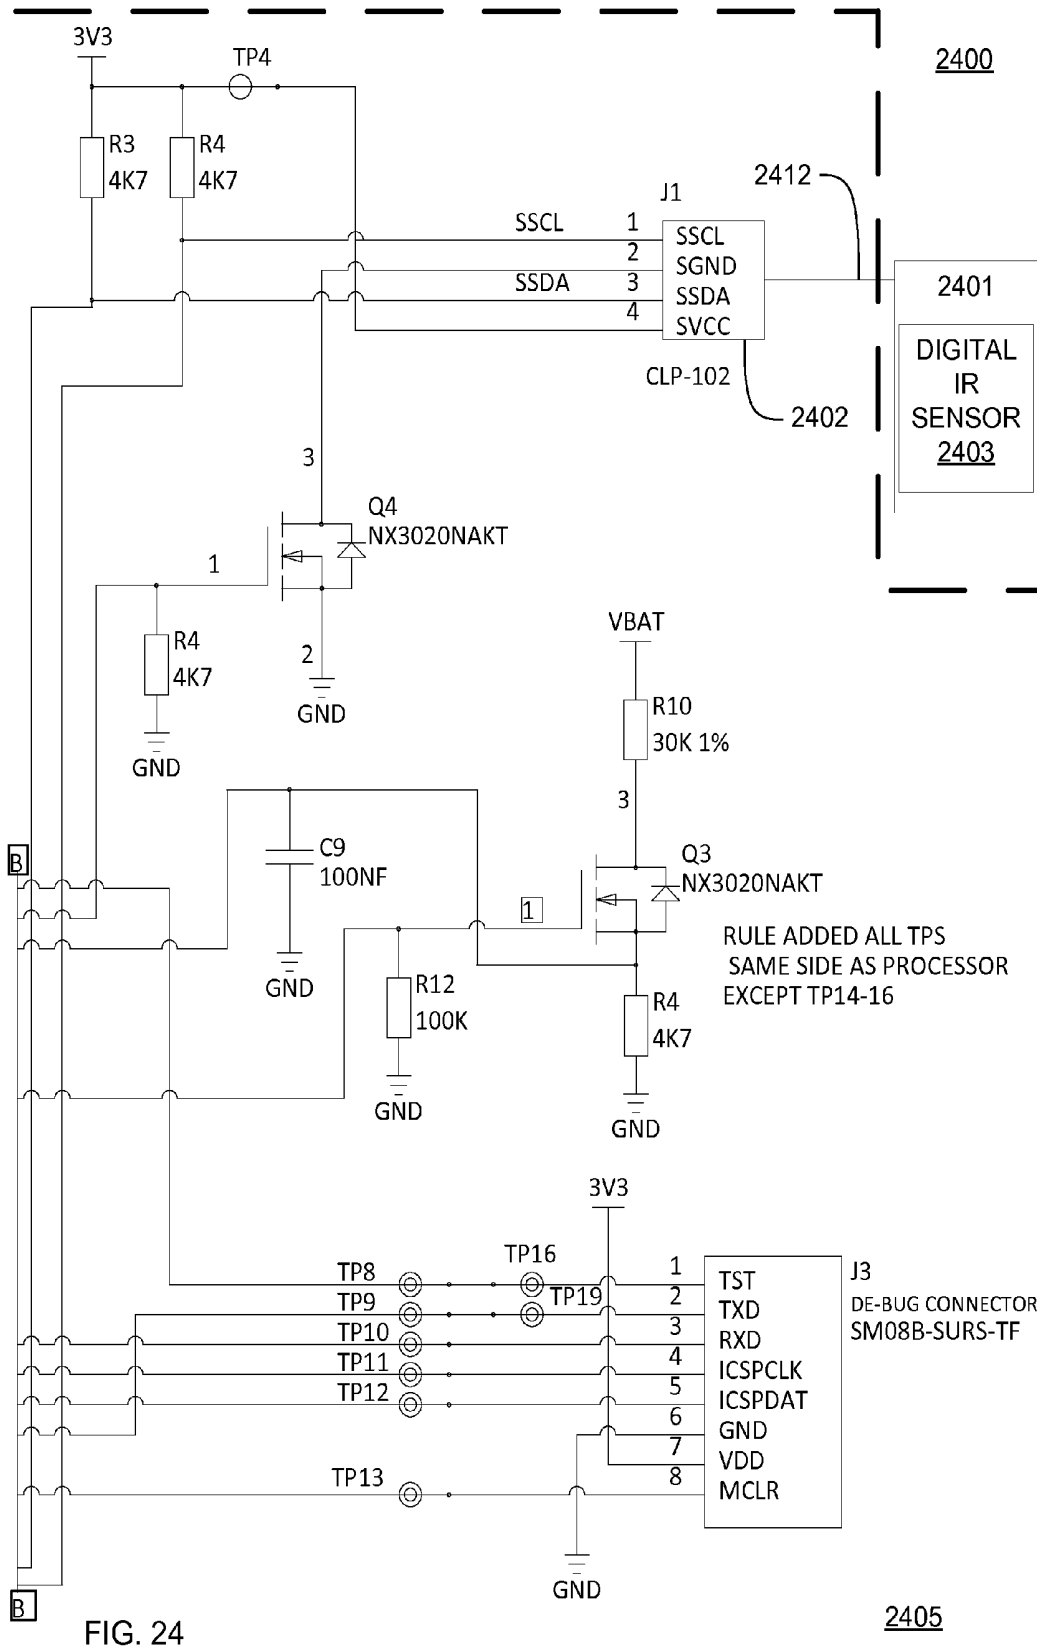 2400
3V3
TP4
R3
4K7
R4
4K7
2412
J1
SSCL
1
SSCL
2
SGND
SSDA
3
SSDA
4
SVCC
2401
DIGITAL
IR
SENSOR
2403
CLP-102
2402
3
Q4
NX3020NAKT
1
R4
4K7
2
GND
GND
VBAT
R10
30K 1%
3
B
C9
100NF
Q3
NX3020NAKT
1
RULE ADDED ALL TPS
SAME SIDE AS PROCESSOR
EXCEPT TP14-16
GND
R12
100K
R4
4K7
GND
GND
3V3
TP8
TP16
1
TST
J3
TP9
TP19
2
TXD
DE-BUG CONNECTOR
SM08B-SURS-TF
TP10
3
RXD
TP11
4
ICSPCLK
TP12
5
ICSPDAT
6
GND
7
VDD
TP13
8
MCLR
GND
B
FIG. 24
2405